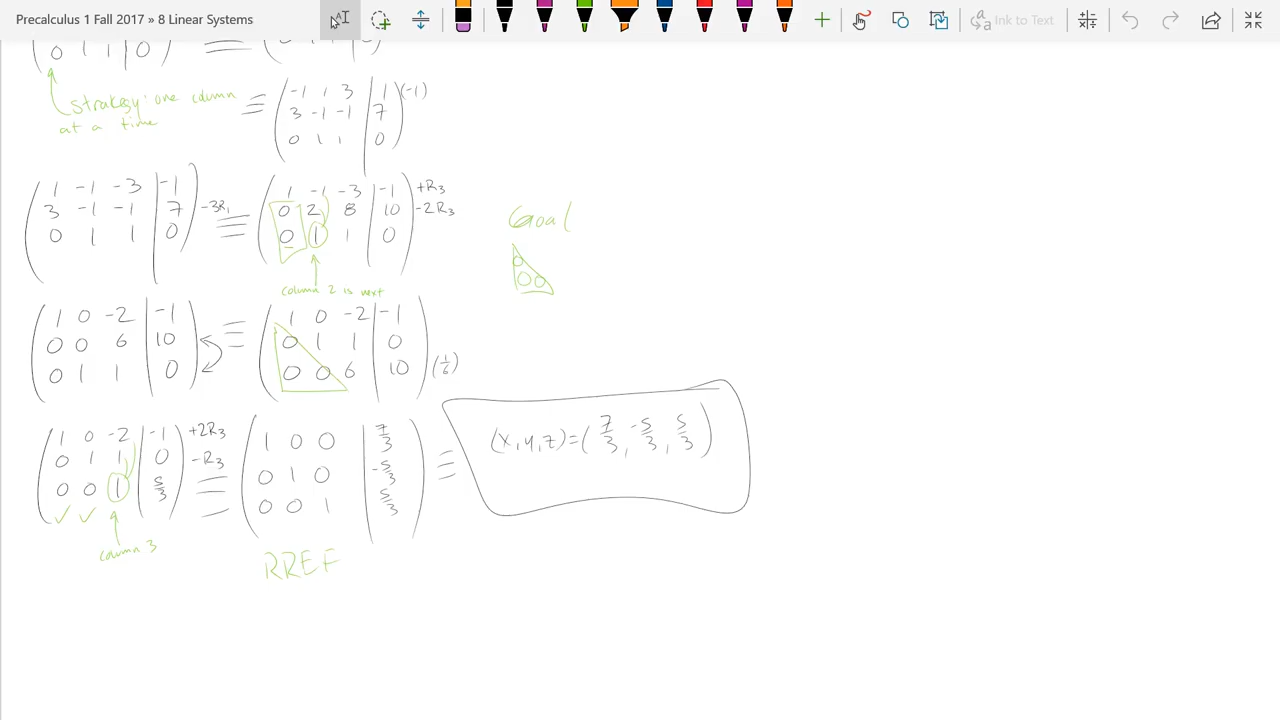 Precalculus 1 Fall 2017 » 8 Linear Systems
Ink to Text
0 1 1 | 0
strategy: one column
at a time
≡
-1 1 3 | 1 (-1)
3 -1 -1 | 7
0 1 1 | 0
1 -1 -3 | -1
3 -1 -1 | 7 -3R₁
0 1 1 | 0
≡
1 -1 -3 | -1 +R₃
0 2 8 | 10 -2R₃
0 1 1 | 0
column 2 is next
Goal
0
00
1 0 -2 | -1
0 0 6 | 10
0 1 1 | 0
≡
1 0 -2 | -1
0 1 1 | 0
0 0 6 | 10 (1/6)
1 0 -2 | -1 +2R₃
0 1 1 | 0 -R₃
0 0 1 | 5/3
✓ ✓
column 3
≡
1 0 0 | 7/3
0 1 0 | -5/3
0 0 1 | 5/3
RREF
≡
(x,y,z)=(7/3, -5/3, 5/3)